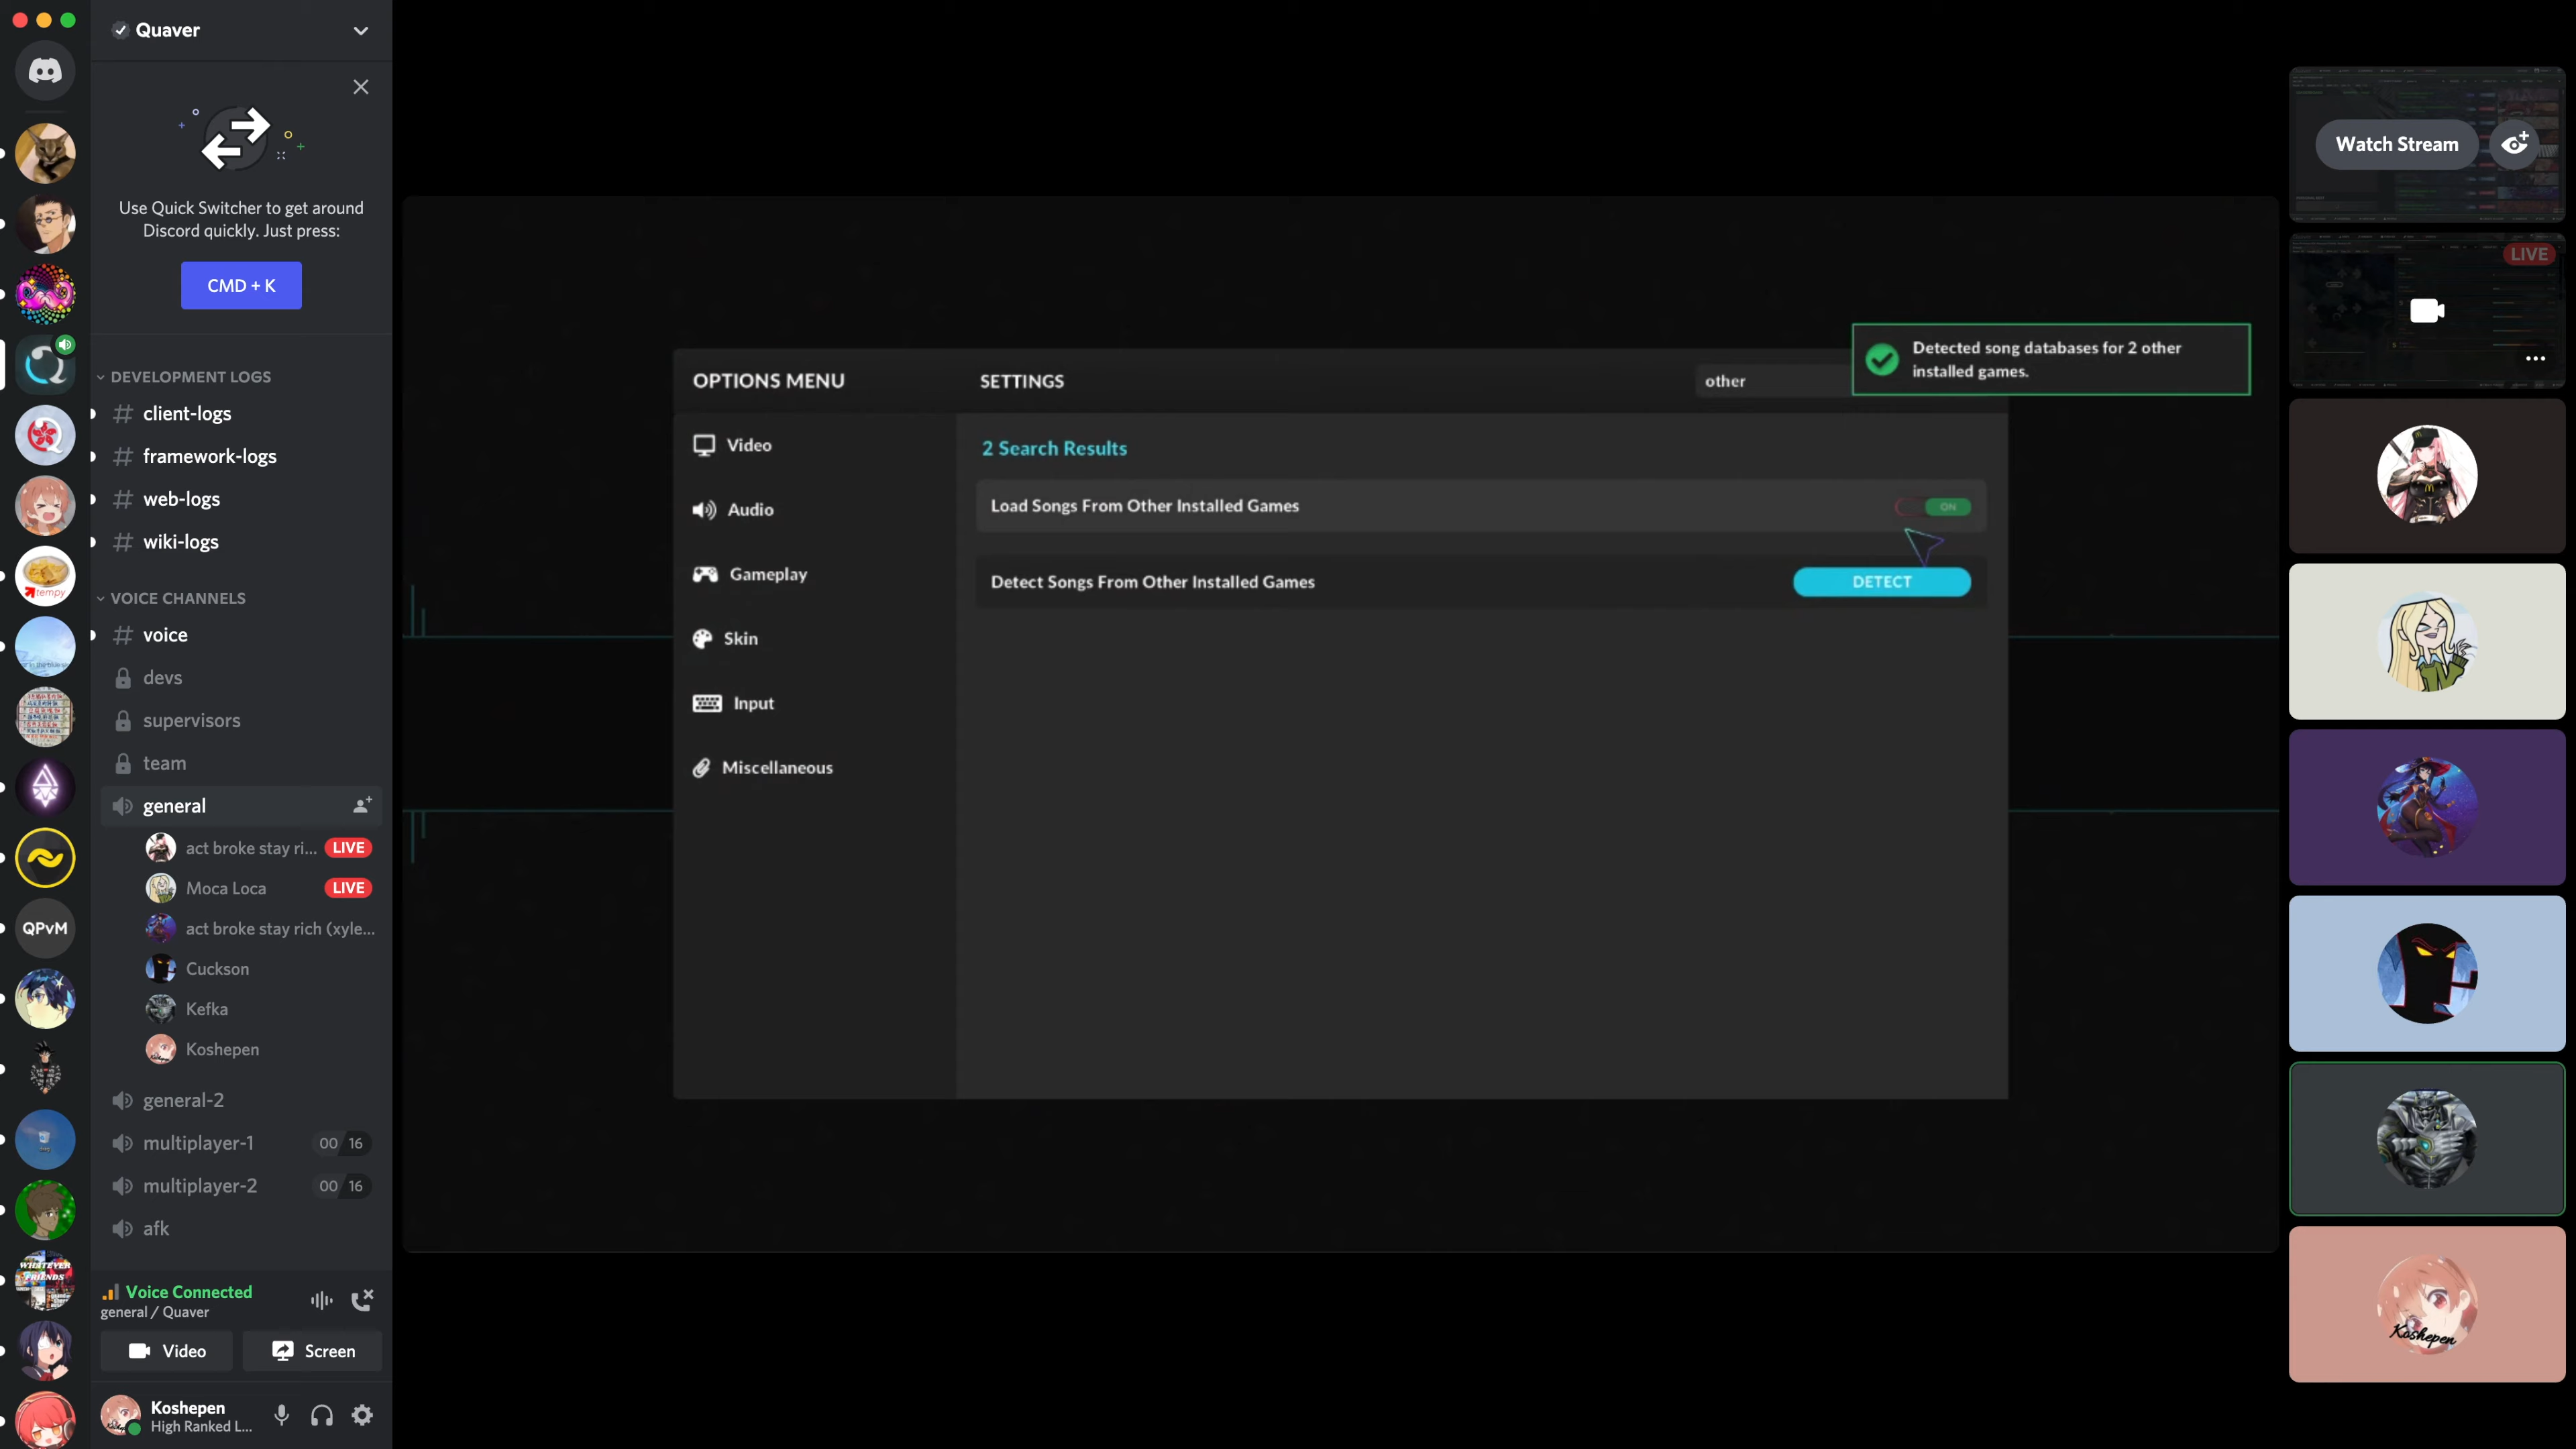 Quaver
Use Quick Switcher to get around
Discord quickly. Just press:
CMD + K
DEVELOPMENT LOGS
client-logs
framework-logs
web-logs
wiki-logs
VOICE CHANNELS
voice
devs
supervisors
team
general
act broke stay ri... LIVE
Moca Loca LIVE
act broke stay rich (xyle...
Cuckson
Kefka
Koshepen
general-2
multiplayer-1 00 16
multiplayer-2 00 16
afk
Voice Connected
general / Quaver
Video Screen
Koshepen
High Ranked L...
tempy
QPvM
WHATEVER
FRIENDS
OPTIONS MENU
SETTINGS
other
Detected song databases for 2 other
installed games.
Video
Audio
Gameplay
Skin
Input
Miscellaneous
2 Search Results
Load Songs From Other Installed Games ON
Detect Songs From Other Installed Games DETECT
Watch Stream
LIVE
Koshepen